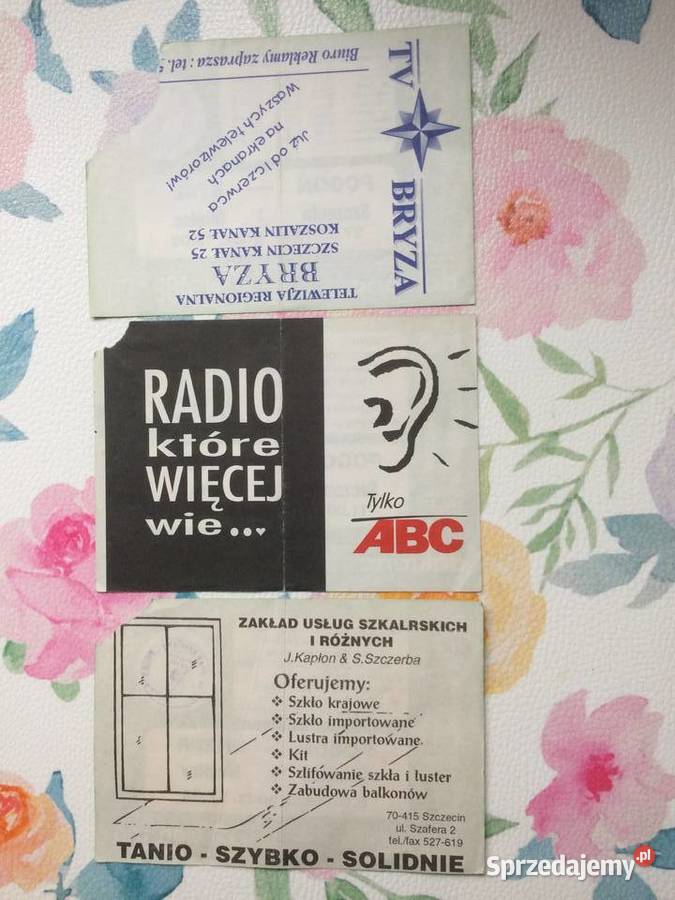 TELEWIZJA REGIONALNA
BRYZA
SZCZECIN KANAŁ 25
KOSZALIN KANAŁ 52
Już od 1 czerwca
na ekranach
Waszych telewizorów!
Biuro Reklamy zaprasza : tel.
TV BRYZA
RADIO
które
WIĘCEJ
wie...
Tylko
ABC
ZAKŁAD USŁUG SZKALRSKICH
I RÓŻNYCH
J.Kapłon & S.Szczerba
Oferujemy:
❖ Szkło krajowe
❖ Szkło importowane
❖ Lustra importowane
❖ Kit
❖ Szlifowanie szkła i luster
❖ Zabudowa balkonów
70-415 Szczecin
ul. Szafera 2
tel./fax 527-619
TANIO - SZYBKO - SOLIDNIE
Sprzedajemy.pl